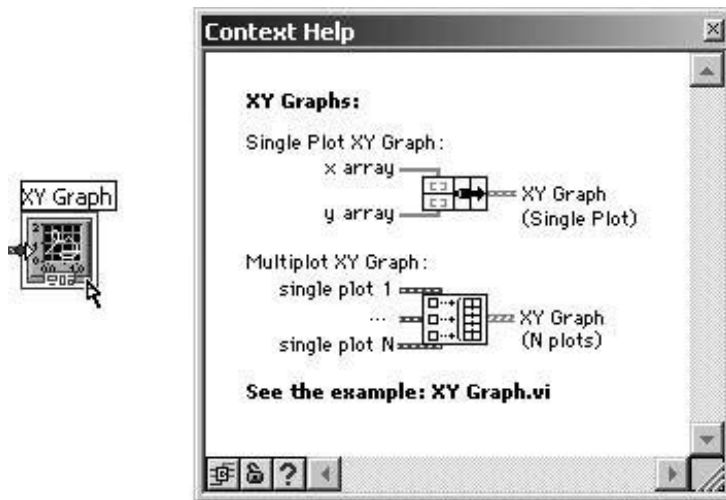 Context Help
XY Graphs:
Single Plot XY Graph:
x array
XY Graph
(Single Plot)
y array
XY Graph
Multiplot XY Graph:
single plot 1
...
XY Graph
(N plots)
single plot N
See the example: XY Graph.vi
?